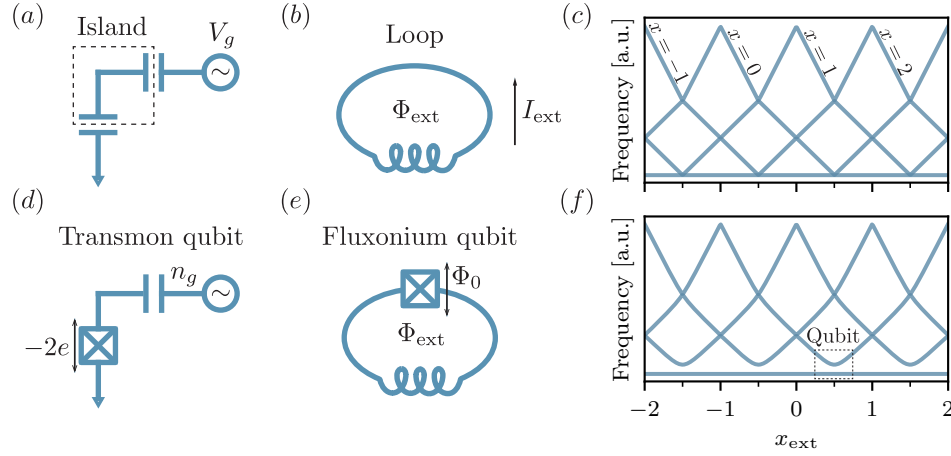 (a)
Island
V_g
~
(b)
Loop
Φ_ext
I_ext
(c)
Frequency [a.u.]
x = −1
x = 0
x = 1
x = 2
(d)
Transmon qubit
n_g
~
−2e
(e)
Fluxonium qubit
Φ_0
Φ_ext
(f)
Frequency [a.u.]
Qubit
−2 −1 0 1 2
x_ext